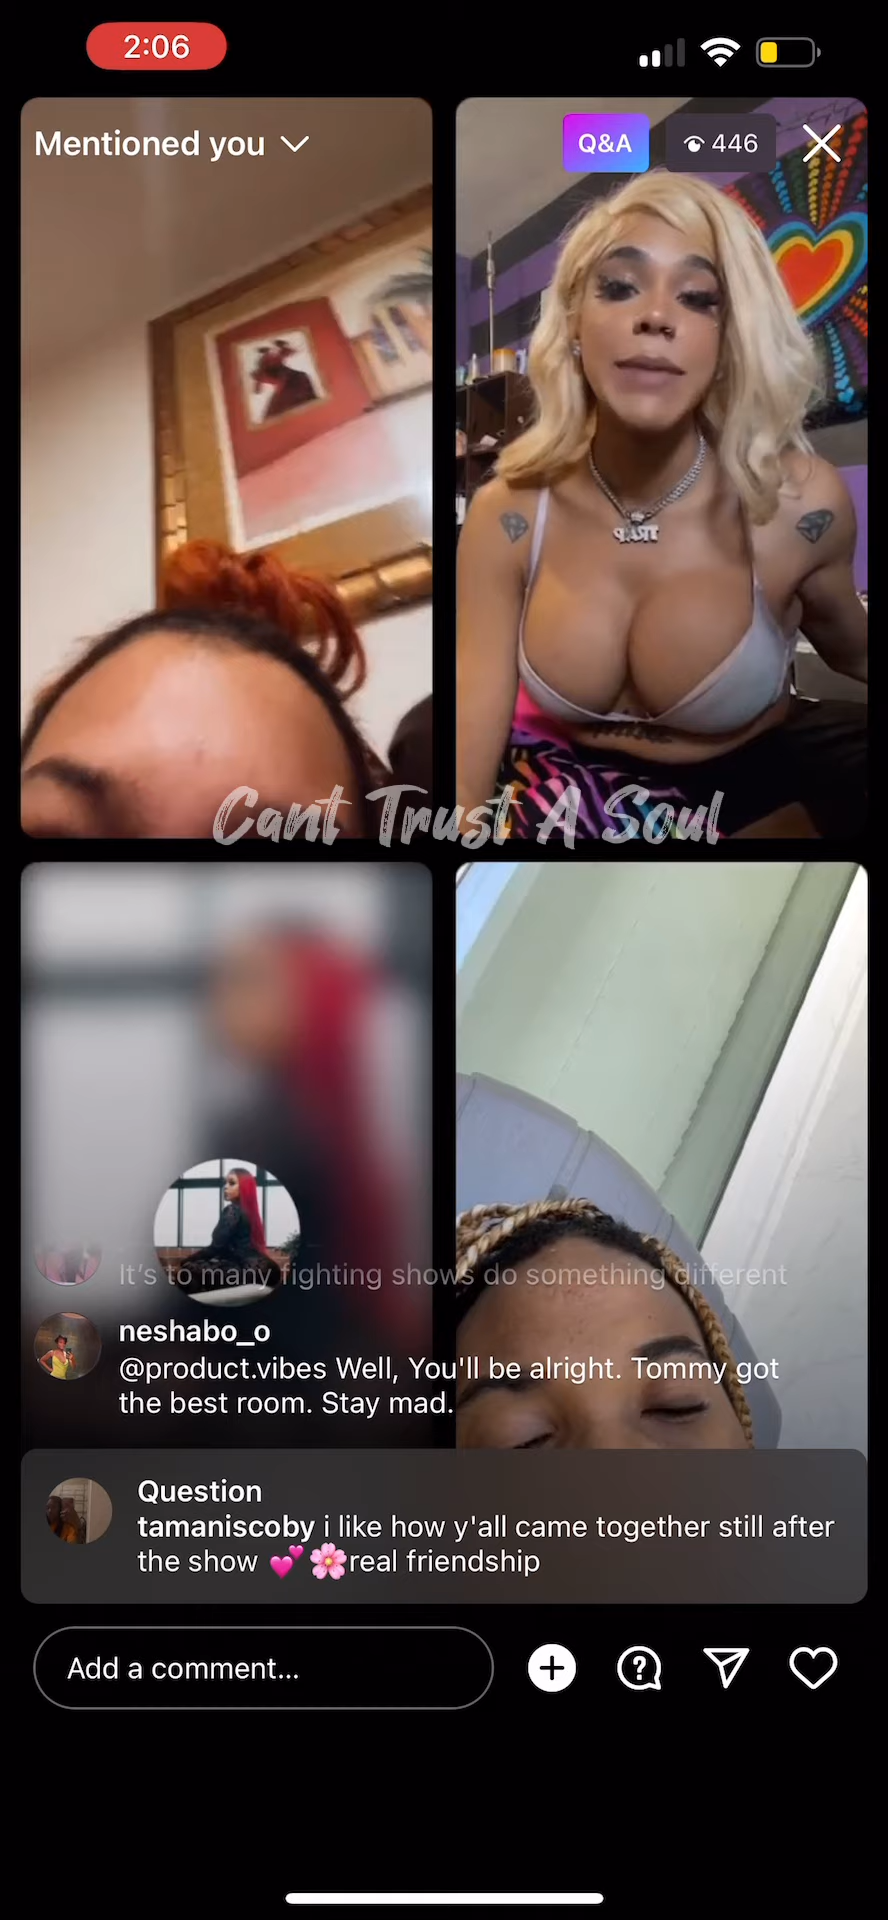 2:06
Mentioned you
Q&A
446
Cant Trust A Soul
It's to many fighting shows do something different
neshabo_o
@product.vibes Well, You'll be alright. Tommy got
the best room. Stay mad.
Question
tamaniscoby i like how y'all came together still after
the show 💕🌸real friendship
Add a comment...